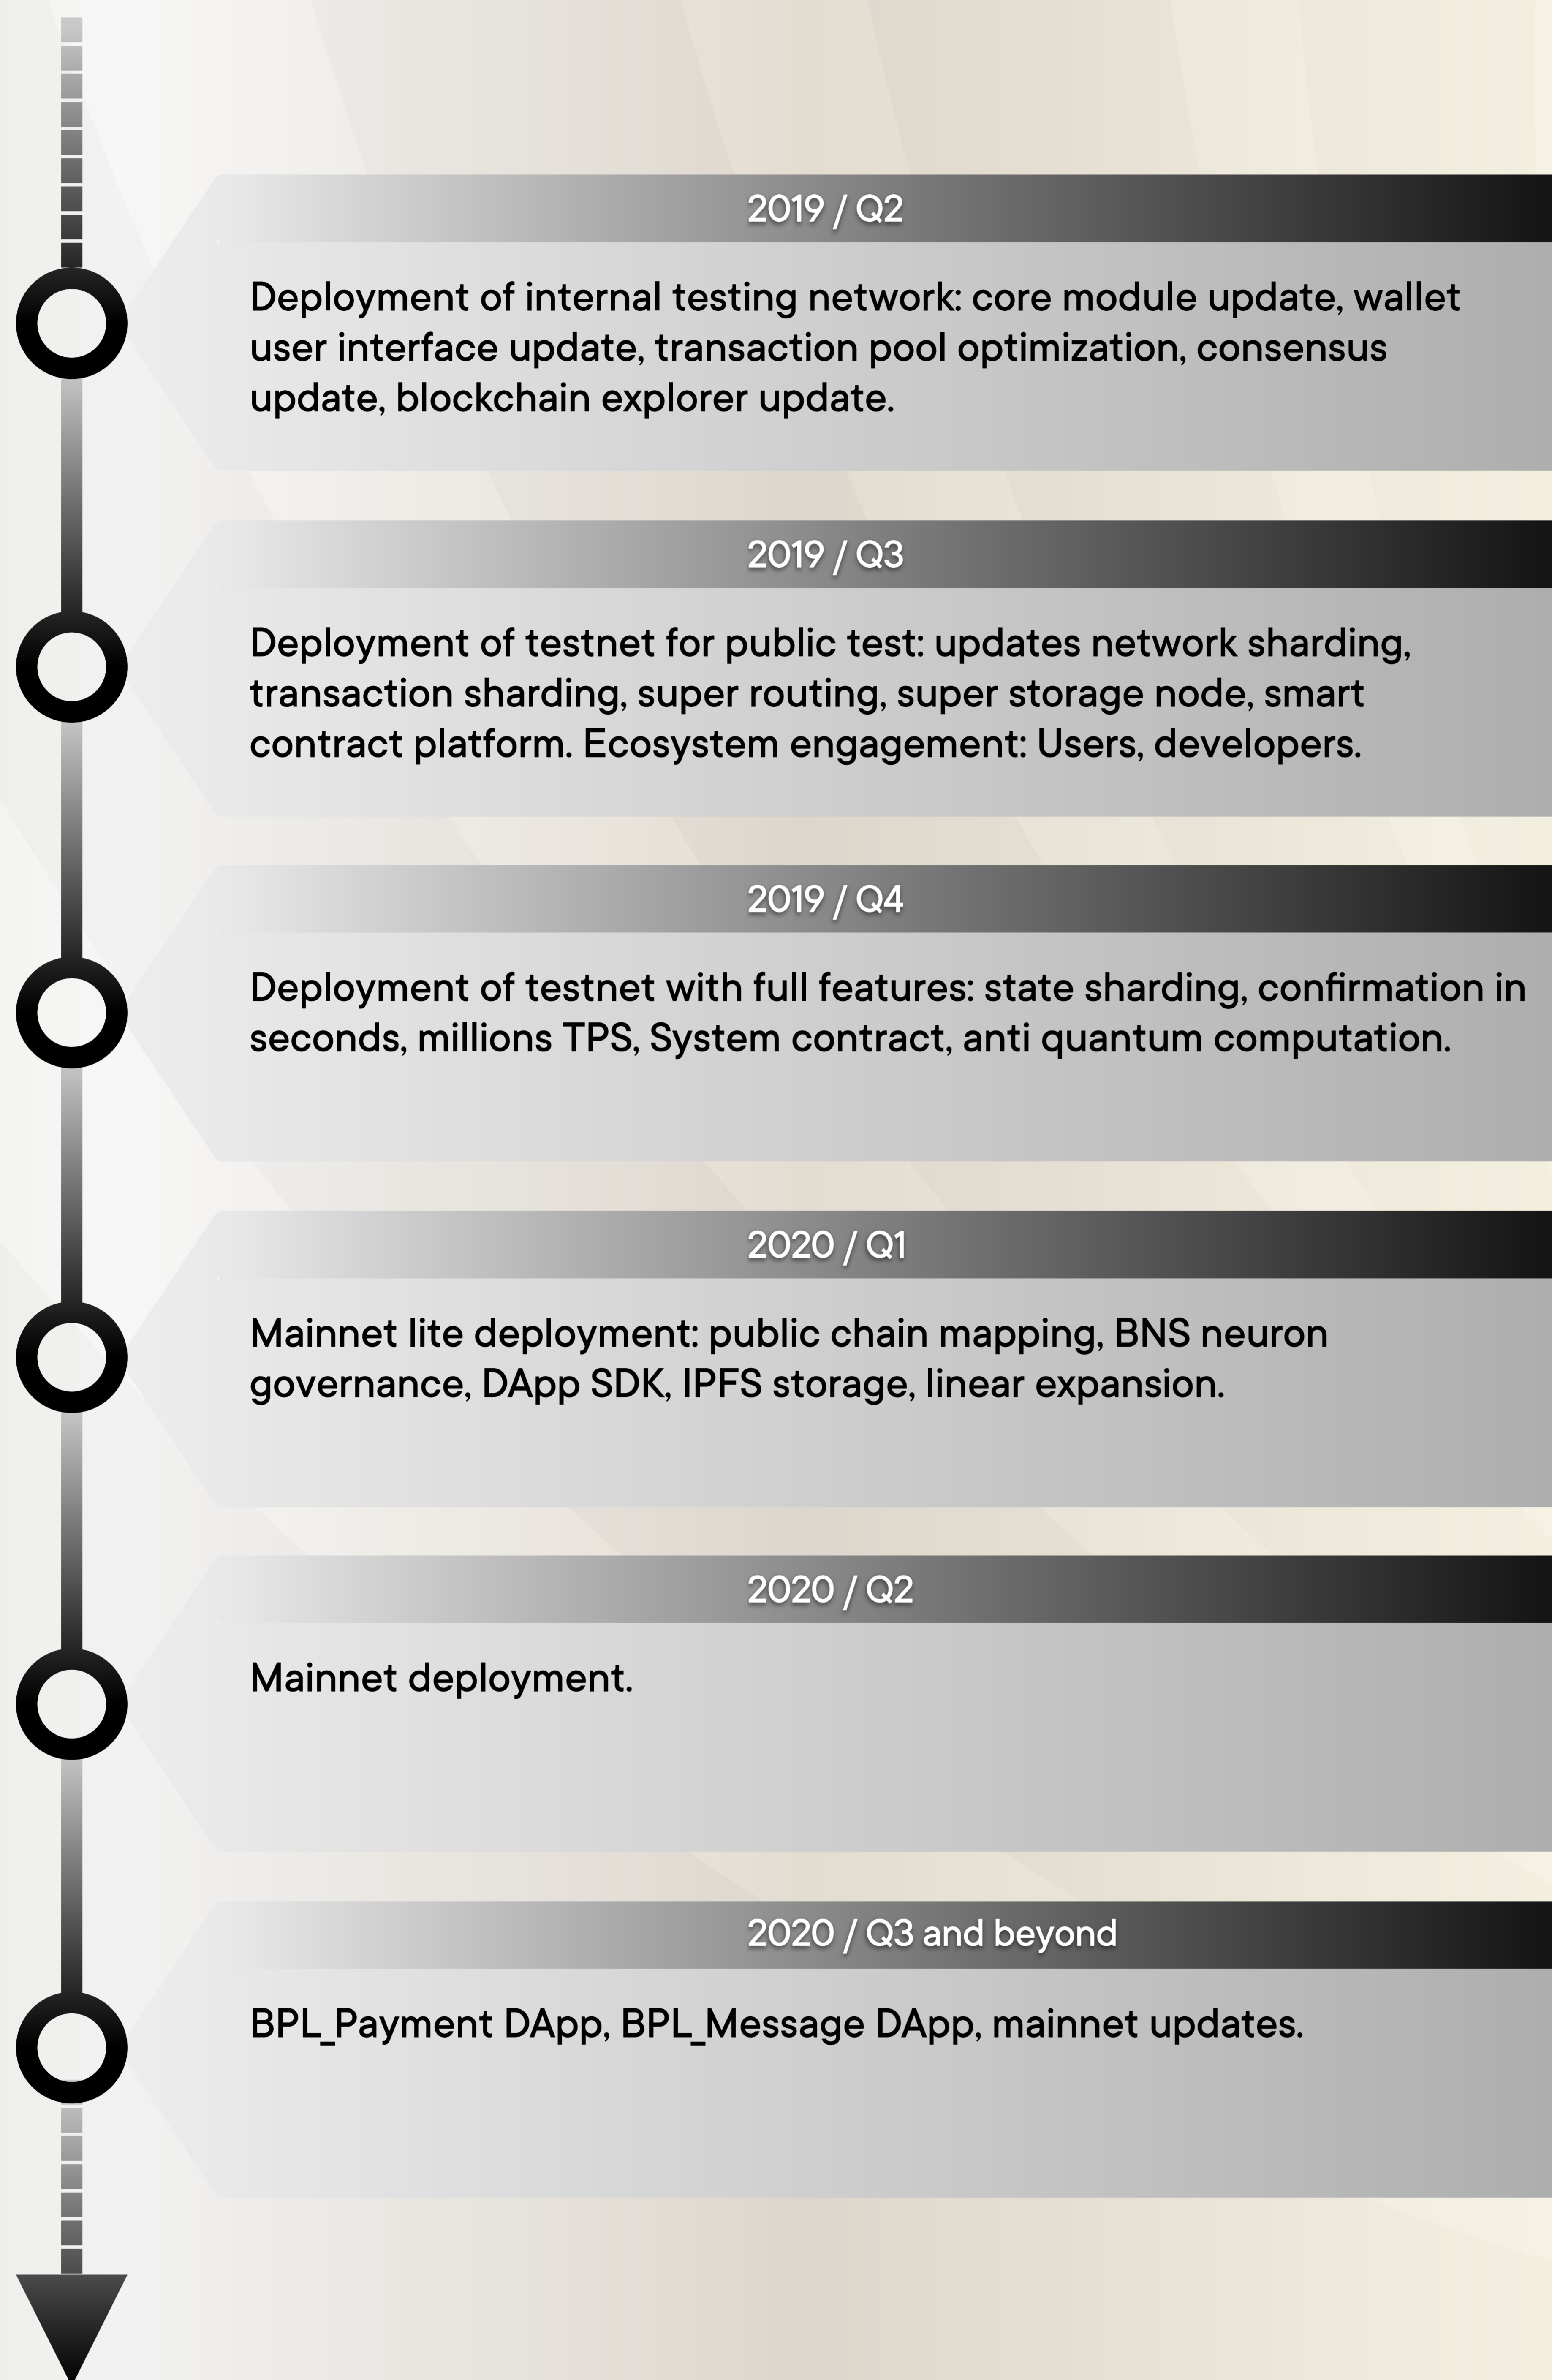 2019 / Q2
Deployment of internal testing network: core module update, wallet
user interface update, transaction pool optimization, consensus
update, blockchain explorer update.
2019 / Q3
Deployment of testnet for public test: updates network sharding,
transaction sharding, super routing, super storage node, smart
contract platform. Ecosystem engagement: Users, developers.
2019 / Q4
Deployment of testnet with full features: state sharding, confirmation in
seconds, millions TPS, System contract, anti quantum computation.
2020 / Q1
Mainnet lite deployment: public chain mapping, BNS neuron
governance, DApp SDK, IPFS storage, linear expansion.
2020 / Q2
Mainnet deployment.
2020 / Q3 and beyond
BPL_Payment DApp, BPL_Message DApp, mainnet updates.